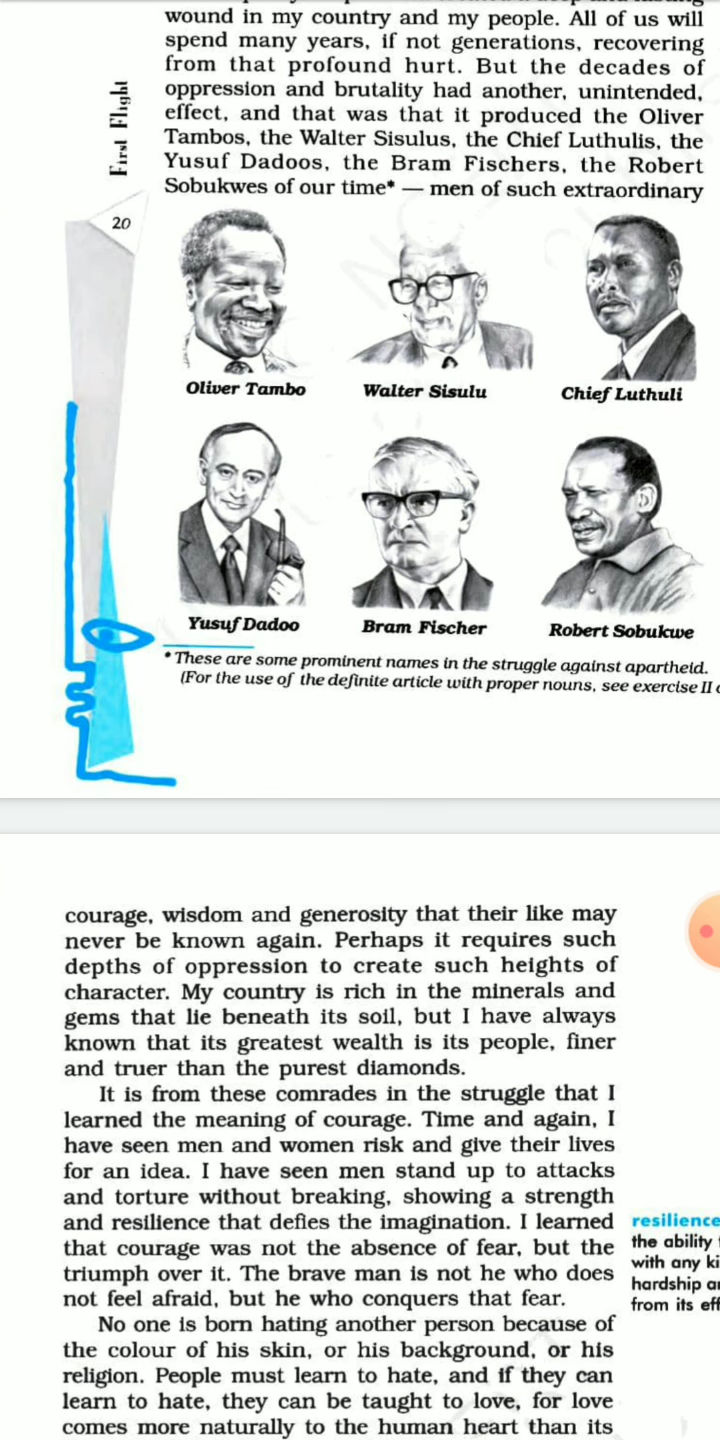 wound in my country and my people. All of us will
spend many years, if not generations, recovering
from that profound hurt. But the decades of
oppression and brutality had another, unintended,
effect, and that was that it produced the Oliver
Tambos, the Walter Sisulus, the Chief Luthulis, the
Yusuf Dadoos, the Bram Fischers, the Robert
Sobukwes of our time* — men of such extraordinary
First Flight
20
Oliver Tambo
Walter Sisulu
Chief Luthuli
Yusuf Dadoo
Bram Fischer
Robert Sobukwe
* These are some prominent names in the struggle against apartheid.
(For the use of the definite article with proper nouns, see exercise II
courage, wisdom and generosity that their like may
never be known again. Perhaps it requires such
depths of oppression to create such heights of
character. My country is rich in the minerals and
gems that lie beneath its soil, but I have always
known that its greatest wealth is its people, finer
and truer than the purest diamonds.
It is from these comrades in the struggle that I
learned the meaning of courage. Time and again, I
have seen men and women risk and give their lives
for an idea. I have seen men stand up to attacks
and torture without breaking, showing a strength
and resilience that defies the imagination. I learned
that courage was not the absence of fear, but the
triumph over it. The brave man is not he who does
not feel afraid, but he who conquers that fear.
resilience
the ability
with any
hardship
from its
No one is born hating another person because of
the colour of his skin, or his background, or his
religion. People must learn to hate, and if they can
learn to hate, they can be taught to love, for love
comes more naturally to the human heart than its